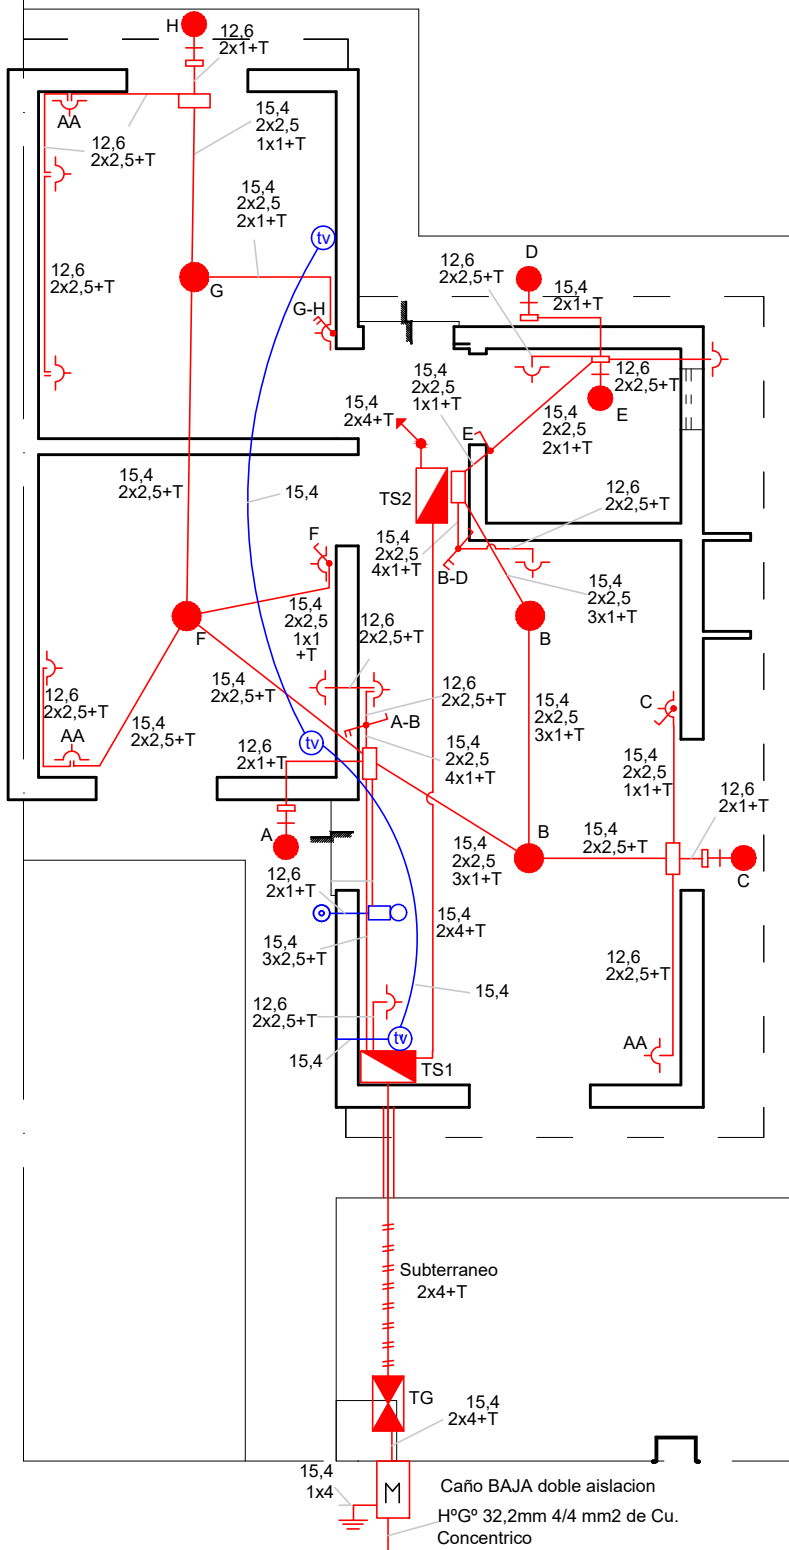 H
12,6
2x1+T
AA
12,6
2x2,5+T
15,4
2x2,5
1x1+T
15,4
2x2,5
2x1+T
tv
12,6
2x2,5+T
G
G-H
12,6
2x2,5+T
D
15,4
2x1+T
12,6
2x2,5+T
15,4
2x2,5
1x1+T
E
15,4
2x2,5
2x1+T
15,4
2x4+T
E
15,4
2x2,5+T
15,4
TS2
12,6
2x2,5+T
F
15,4
2x2,5
4x1+T
B-D
15,4
2x2,5
3x1+T
15,4
2x2,5
1x1
+T
12,6
2x2,5+T
F
B
15,4
2x2,5+T
12,6
2x2,5+T
12,6
2x2,5+T
15,4
2x2,5
3x1+T
C
AA
15,4
2x2,5+T
A-B
tv
12,6
2x1+T
15,4
2x2,5
4x1+T
15,4
2x2,5
1x1+T
12,6
2x1+T
A
15,4
2x2,5
3x1+T
B
15,4
2x2,5+T
C
12,6
2x1+T
15,4
2x4+T
15,4
3x2,5+T
12,6
2x2,5+T
15,4
12,6
2x2,5+T
15,4
tv
AA
TS1
Subterraneo
2x4+T
TG
15,4
2x4+T
15,4
1x4
M
Caño BAJA doble aislacion
HºGº 32,2mm 4/4 mm2 de Cu.
Concentrico